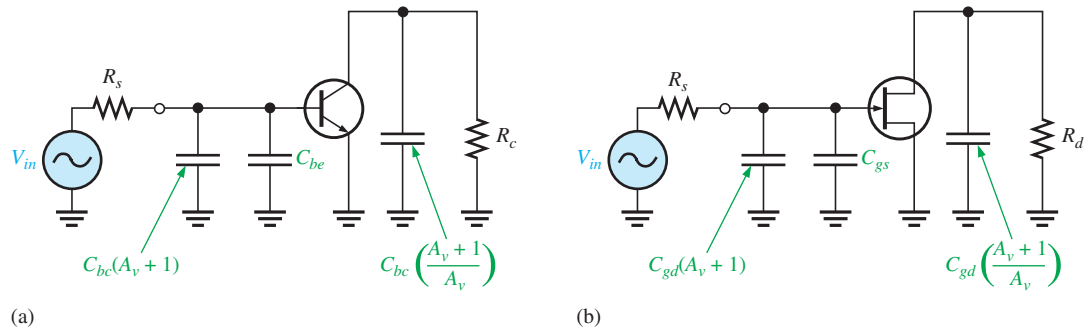 R_s
V_in
C_be
R_c
C_bc(A_v + 1)
C_bc (A_v + 1 / A_v)
(a)
R_s
V_in
C_gs
R_d
C_gd(A_v + 1)
C_gd (A_v + 1 / A_v)
(b)